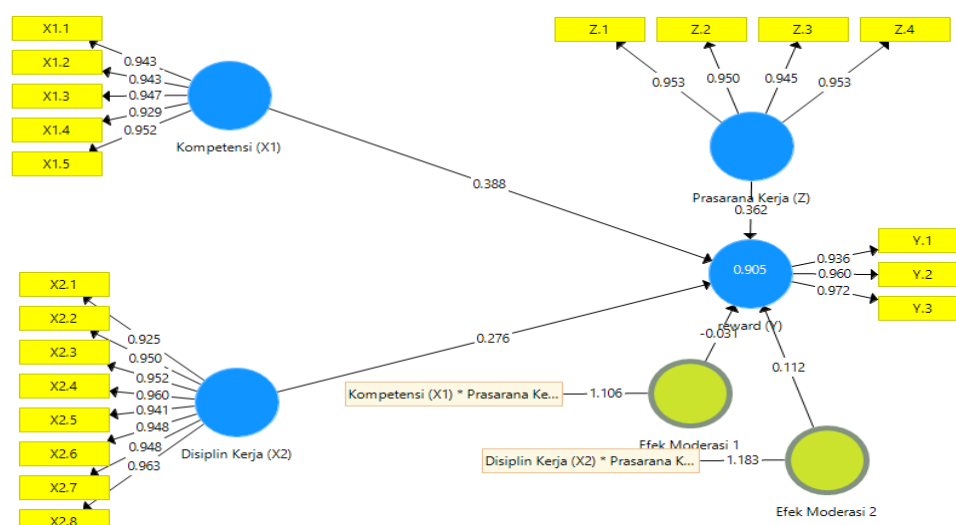 X1.1
X1.2
X1.3
X1.4
X1.5
0.943
0.943
0.947
0.929
0.952
Kompetensi (X1)
Z.1
Z.2
Z.3
Z.4
0.953
0.950
0.945
0.953
Prasarana Kerja (Z)
0.388
0.362
0.905
reward (Y)
0.936
0.960
0.972
Y.1
Y.2
Y.3
X2.1
X2.2
X2.3
X2.4
X2.5
X2.6
X2.7
X2.8
0.925
0.950
0.952
0.960
0.941
0.948
0.948
0.963
Disiplin Kerja (X2)
0.276
-0.031
0.112
Kompetensi (X1) * Prasarana Ke...
1.106
Efek Moderasi 1
Disiplin Kerja (X2) * Prasarana K...
1.183
Efek Moderasi 2